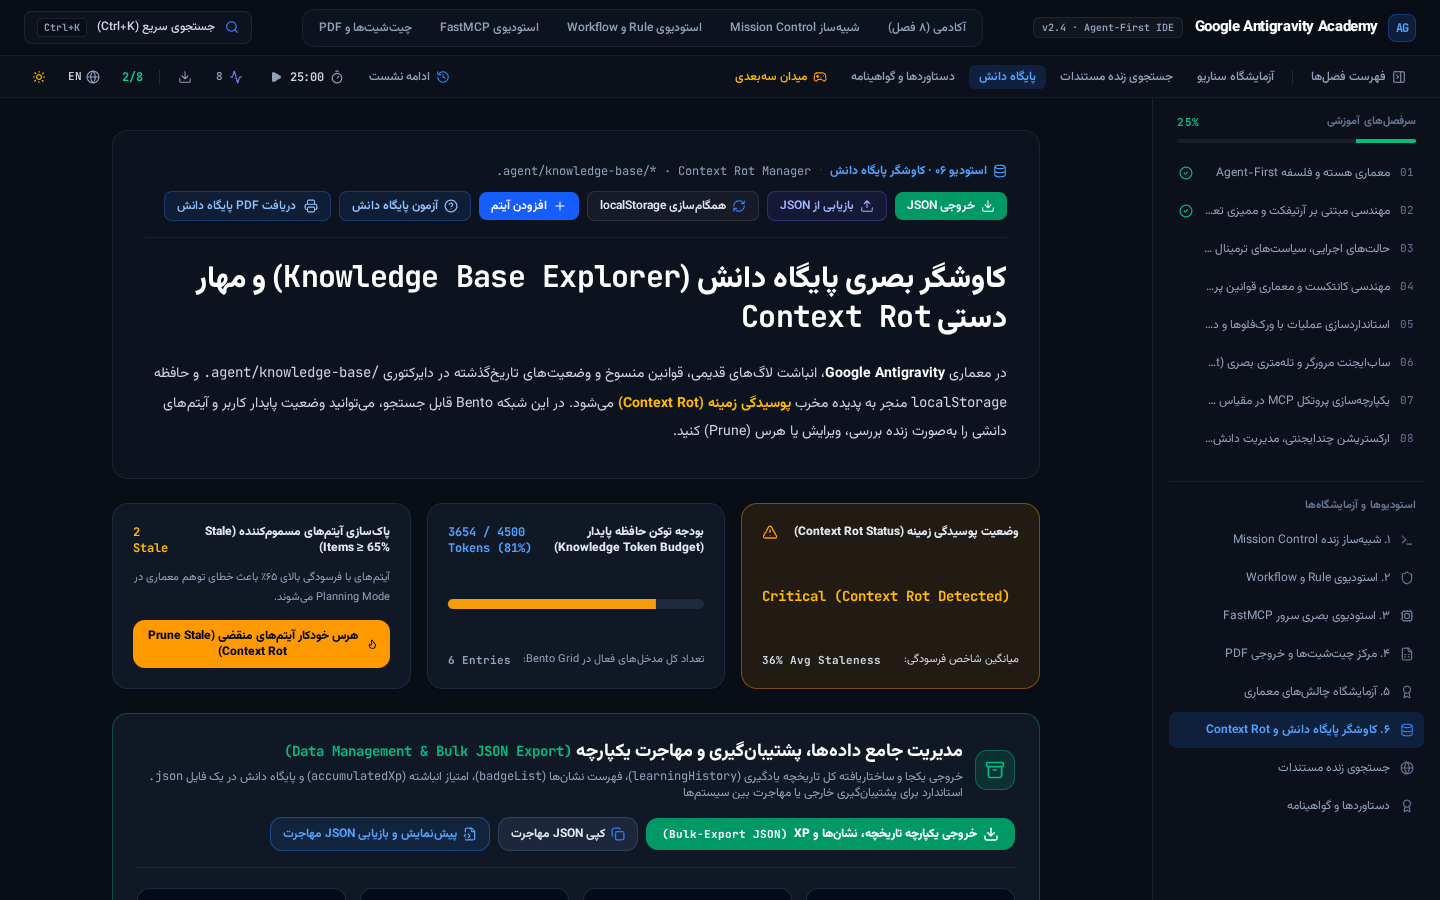 AG
Google Antigravity Academy
v2.4 · Agent-First IDE
آکادمی (۸ فصل)
شبیه‌ساز Mission Control
استودیوی Rule و Workflow
استودیوی FastMCP
چیت‌شیت‌ها و PDF
جستجوی سریع (Ctrl+K)
Ctrl+K
فهرست فصل‌ها
آزمایشگاه سناریو
جستجوی زنده مستندات
پایگاه دانش
دستاوردها و گواهینامه
میدان سه‌بعدی
ادامه نشست
25:00
8
2/8
EN
سرفصل‌های آموزشی
25%
01 معماری هسته و فلسفه Agent-First
02 مهندسی مبتنی بر آرتیفکت و ممیزی تعـ...
03 حالت‌های اجرایی، سیاست‌های ترمینال ...
04 مهندسی کانتکست و معماری قوانین پر...
05 استانداردسازی عملیات با ورک‌فلوها و د...
06 ساب‌ایجنت مرورگر و تله‌متری بصری (t...
07 یکپارچه‌سازی پروتکل MCP در مقیاس ...
08 ارکستریشن چندایجنتی، مدیریت دانش...
استودیوها و آزمایشگاه‌ها
۱. شبیه‌ساز زنده Mission Control
۲. استودیوی Rule و Workflow
۳. استودیوی بصری سرور FastMCP
۴. مرکز چیت‌شیت‌ها و خروجی PDF
۵. آزمایشگاه چالش‌های معماری
۶. کاوشگر پایگاه دانش و Context Rot
جستجوی زنده مستندات
دستاوردها و گواهینامه
استودیو ۰۶ · کاوشگر پایگاه دانش
·
.agent/knowledge-base/* · Context Rot Manager
خروجی JSON
بازیابی از JSON
همگام‌سازی localStorage
افزودن آیتم
آزمون پایگاه دانش
دریافت PDF پایگاه دانش
کاوشگر بصری پایگاه دانش (Knowledge Base Explorer) و مهار
دستی Context Rot
در معماری Google Antigravity، انباشت لاگ‌های قدیمی، قوانین منسوخ و وضعیت‌های تاریخ‌گذشته در دایرکتوری .agent/knowledge-base/ و حافظه
localStorage منجر به پدیده مخرب پوسیدگی زمینه (Context Rot) می‌شود. در این شبکه Bento قابل جستجو، می‌توانید وضعیت پایدار کاربر و آیتم‌های
دانشی را به‌صورت زنده بررسی، ویرایش یا هرس (Prune) کنید.
وضعیت پوسیدگی زمینه (Context Rot Status)
Critical (Context Rot Detected)
میانگین شاخص فرسودگی:
36% Avg Staleness
بودجه توکن حافظه پایدار
(Knowledge Token Budget)
3654 / 4500
Tokens (81%)
تعداد کل مدخل‌های فعال در Bento Grid:
6 Entries
پاک‌سازی آیتم‌های مسموم‌کننده (Stale
Items ≥ 65%)
2
Stale
آیتم‌های با فرسودگی بالای ۶۵٪ باعث خطای توهم معماری در
Planning Mode می‌شوند.
هرس خودکار آیتم‌های منقضی (Prune Stale
Context Rot)
مدیریت جامع داده‌ها، پشتیبان‌گیری و مهاجرت یکپارچه (Data Management & Bulk JSON Export)
خروجی یکجا و ساختاریافته کل تاریخچه یادگیری (learningHistory)، فهرست نشان‌ها (badgeList)، امتیاز انباشته (accumulatedXp) و پایگاه دانش در یک فایل .json
استاندارد برای پشتیبان‌گیری خارجی یا مهاجرت بین سیستم‌ها
خروجی یکپارچه تاریخچه، نشان‌ها و XP (Bulk-Export JSON)
کپی JSON مهاجرت
پیش‌نمایش و بازیابی JSON مهاجرت